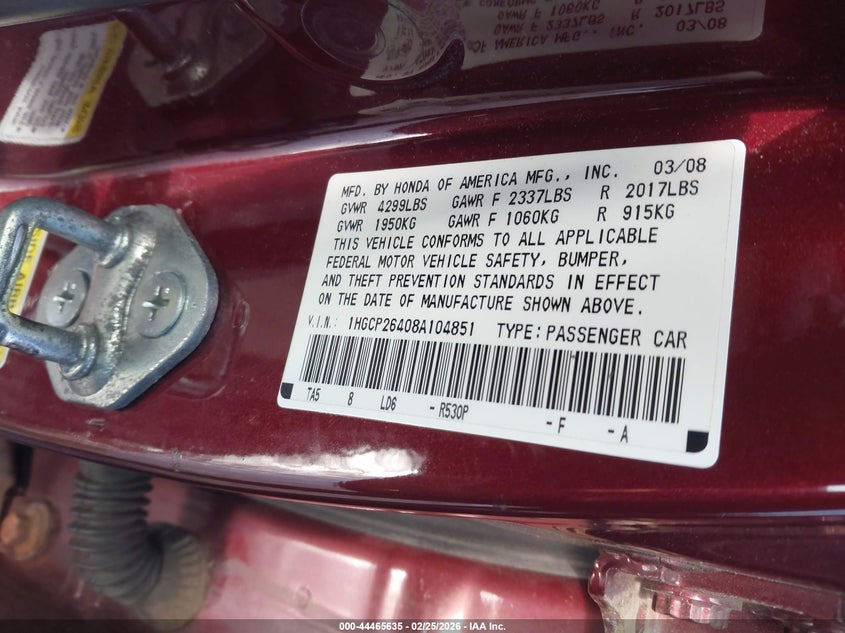 MFD. BY HONDA OF AMERICA MFG., INC. 03/08
GVWR 4299LBS GAWR F 2337LBS R 2017LBS
GVWR 1950KG GAWR F 1060KG R 915KG
THIS VEHICLE CONFORMS TO ALL APPLICABLE
FEDERAL MOTOR VEHICLE SAFETY, BUMPER,
AND THEFT PREVENTION STANDARDS IN EFFECT
ON THE DATE OF MANUFACTURE SHOWN ABOVE.
V.I.N.: 1HGCP26408A104851 TYPE: PASSENGER CAR
TA5 8 LD6 - R530P - F - A
SIDE AIRB
000-44465635 - 02/25/2026 - IAA Inc.